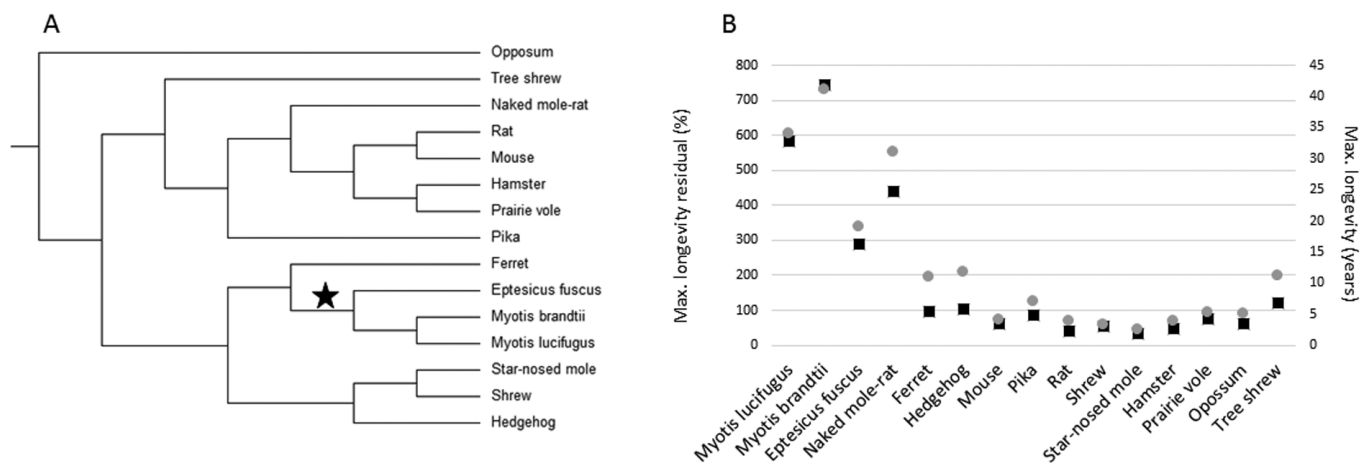 A
Opposum
Tree shrew
Naked mole-rat
Rat
Mouse
Hamster
Prairie vole
Pika
Ferret
Eptesicus fuscus
Myotis brandtii
Myotis lucifugus
Star-nosed mole
Shrew
Hedgehog
B
Max. longevity residual (%)
800
700
600
500
400
300
200
100
0
45
40
35
30
25
20
15
10
5
0
Max. longevity (years)
Myotis lucifugus
Myotis brandtii
Eptesicus fuscus
Naked mole-rat
Ferret
Hedgehog
Mouse
Pika
Rat
Shrew
Star-nosed mole
Hamster
Prairie vole
Opossum
Tree shrew